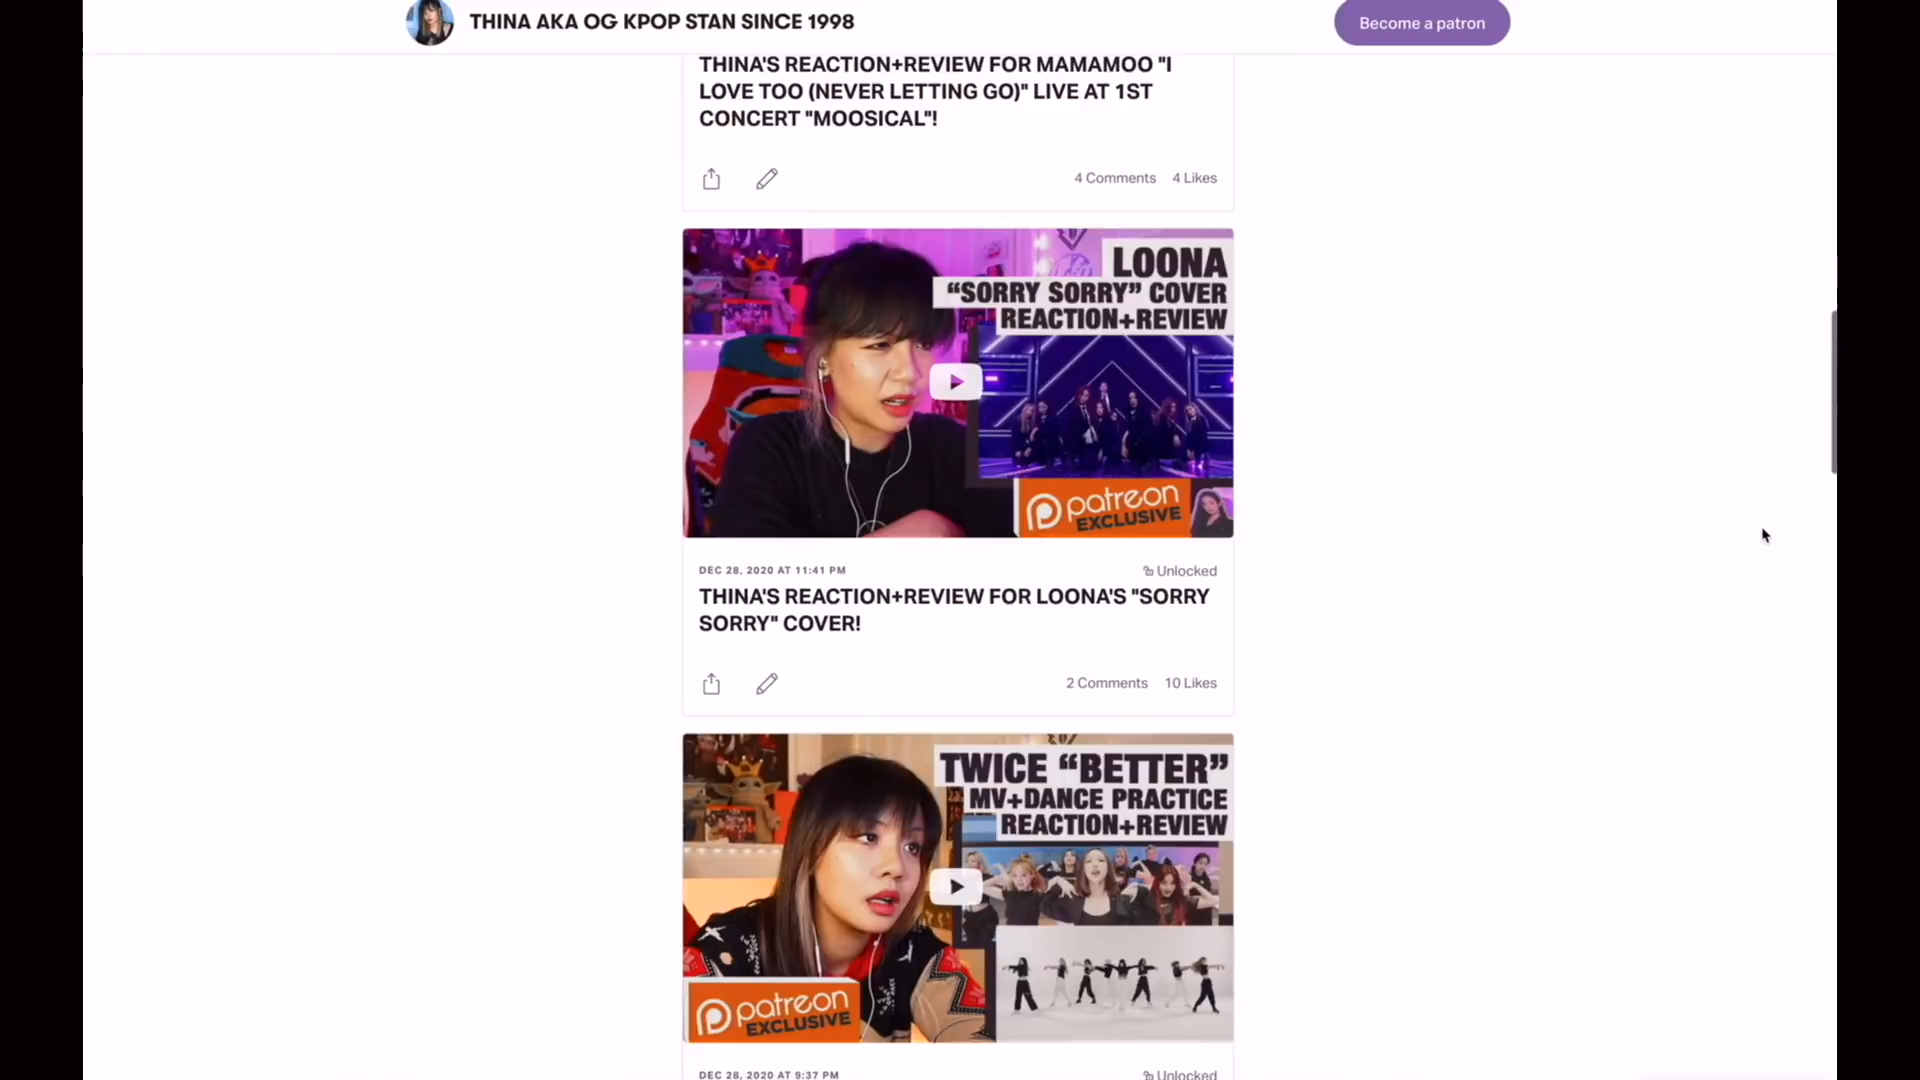 THINA AKA OG KPOP STAN SINCE 1998
Become a patron
THINA'S REACTION+REVIEW FOR MAMAMOO "I
LOVE TOO (NEVER LETTING GO)" LIVE AT 1ST
CONCERT "MOOSICAL"!
4 Comments 4 Likes
LOONA
“SORRY SORRY” COVER
REACTION+REVIEW
patreon
EXCLUSIVE
DEC 28, 2020 AT 11:41 PM
Unlocked
THINA'S REACTION+REVIEW FOR LOONA'S "SORRY
SORRY" COVER!
2 Comments 10 Likes
TWICE “BETTER”
MV+DANCE PRACTICE
REACTION+REVIEW
patreon
EXCLUSIVE
DEC 28, 2020 AT 9:37 PM
Unlocked